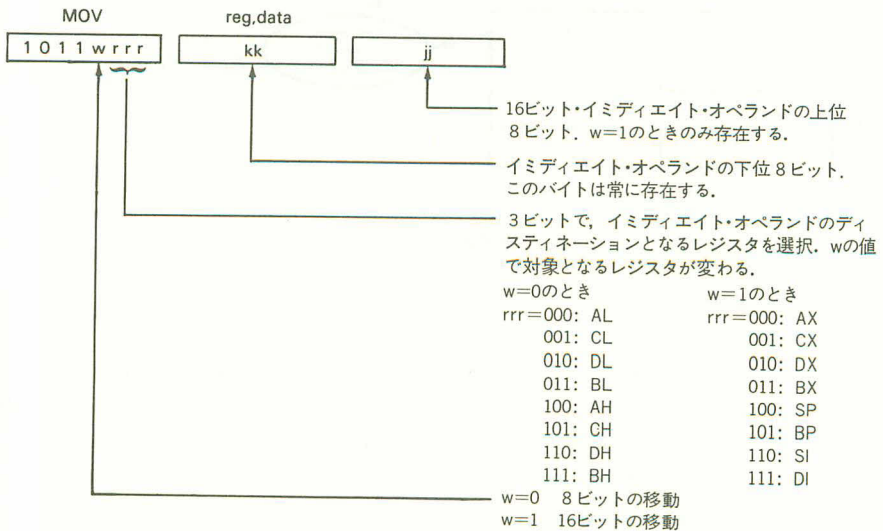 MOV reg,data
1 0 1 1 w r r r kk jj
16ビット・イミディエイト・オペランドの上位
8ビット．w=1のときのみ存在する．
イミディエイト・オペランドの下位8ビット．
このバイトは常に存在する．
3ビットで，イミディエイト・オペランドのディ
スティネーションとなるレジスタを選択．wの値
で対象となるレジスタが変わる．
w=0のとき w=1のとき
rrr=000: AL rrr=000: AX
001: CL 001: CX
010: DL 010: DX
011: BL 011: BX
100: AH 100: SP
101: CH 101: BP
110: DH 110: SI
111: BH 111: DI
w=0 8ビットの移動
w=1 16ビットの移動